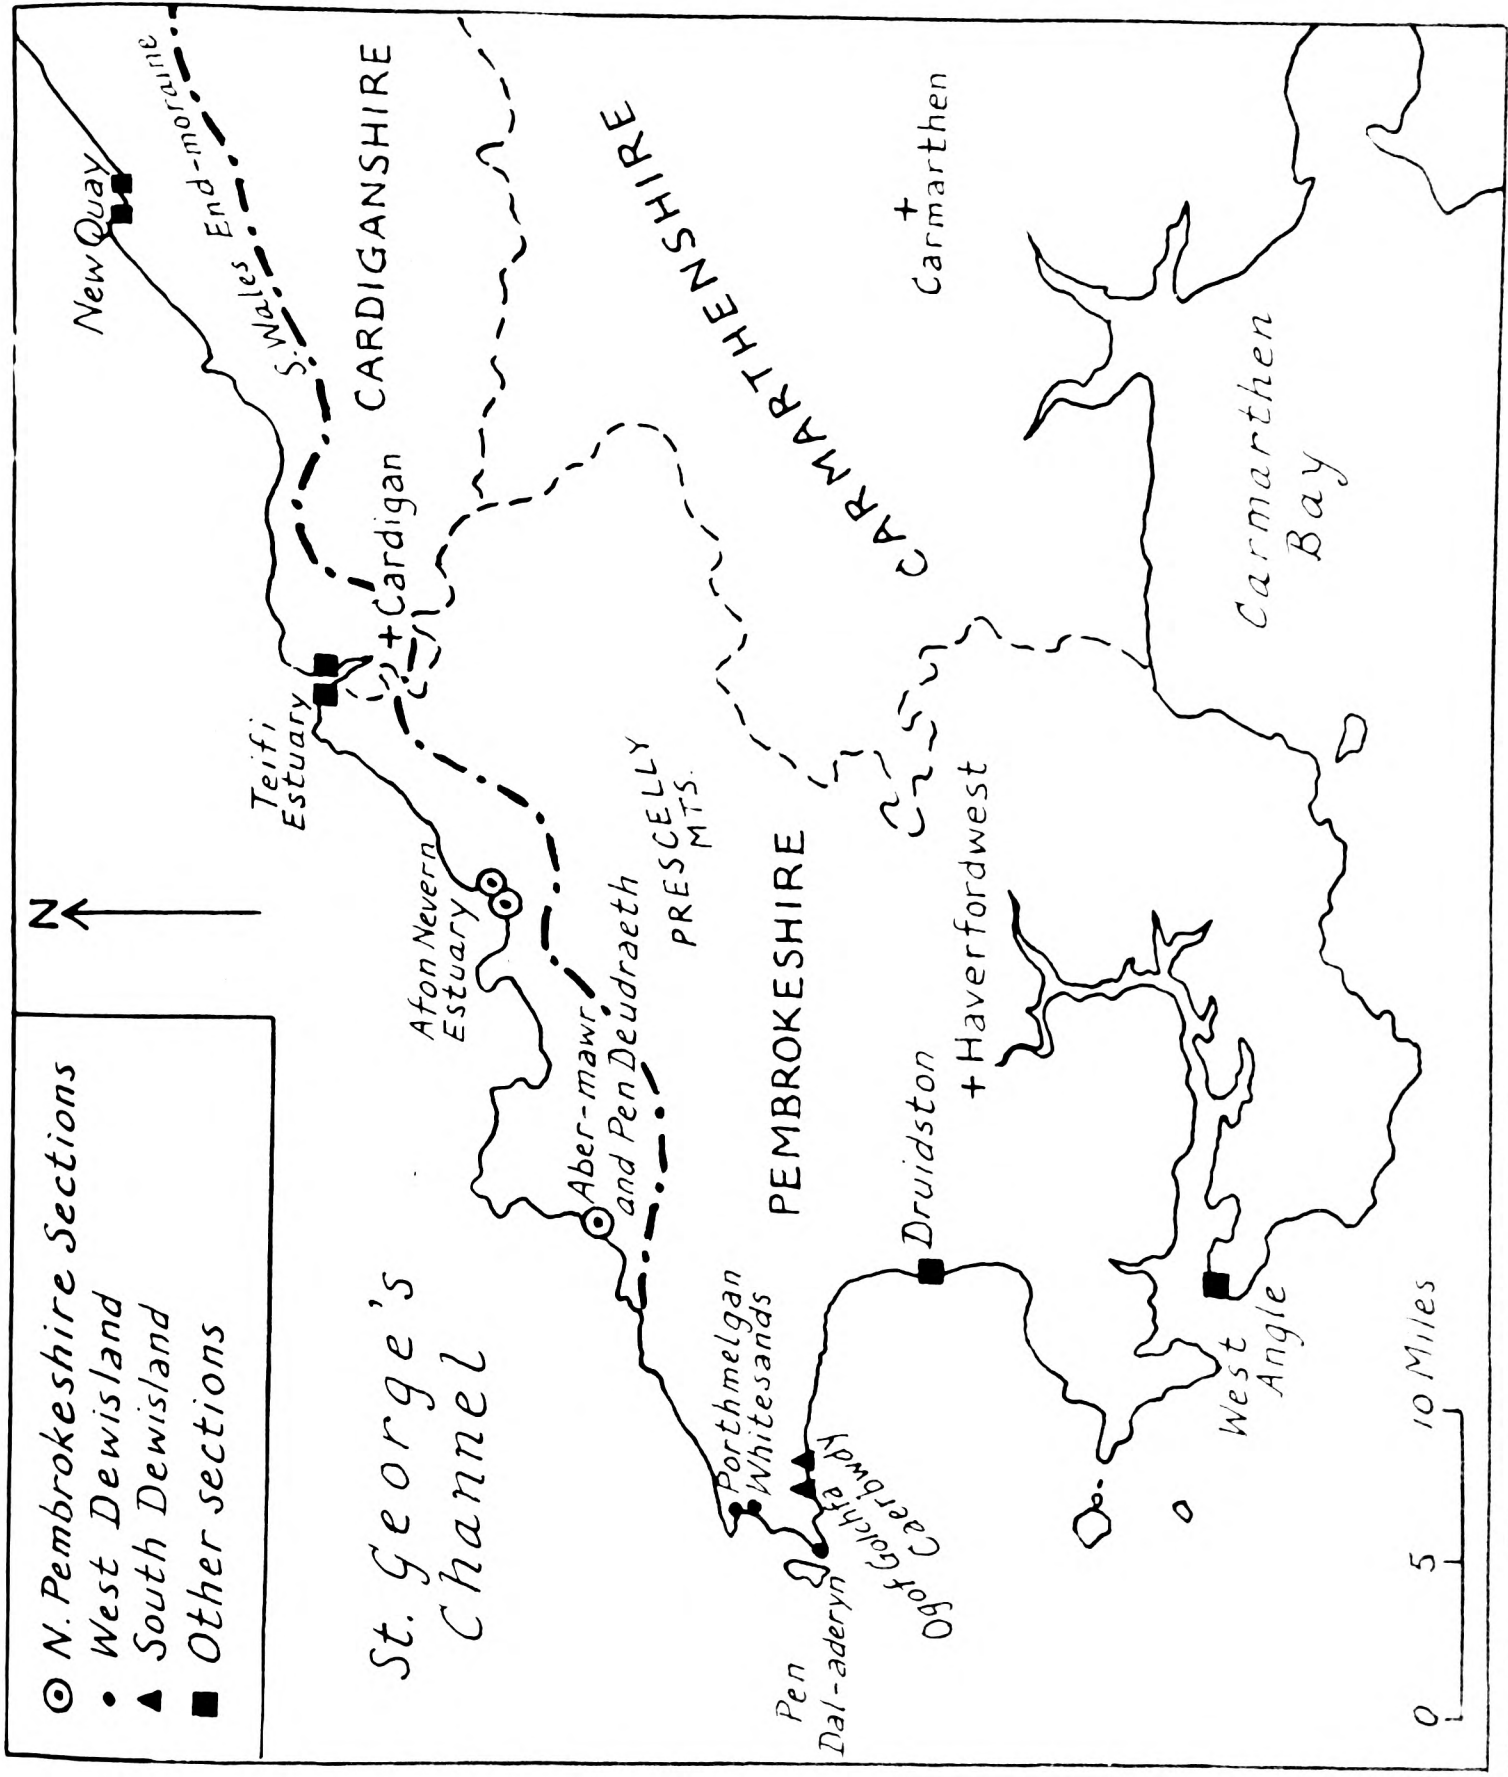 N. Pembrokeshire Sections
West Dewisland
South Dewisland
Other sections
N
New Quay
S. Wales End-moraine
CARDIGANSHIRE
Teifi
Estuary
Cardigan
St. George's
Channel
Afon Nevern
Estuary
Aber-mawr
and Pen Deudraeth
PRESCELLY
MTS.
CARMARTHENSHIRE
PEMBROKESHIRE
Porthmelgan
Whitesands
Pen
Dal-aderyn
Ogof Golchfa
Caerbwdy
Druidston
Haverfordwest
Carmarthen
West
Angle
Carmarthen
Bay
0 5 10 Miles